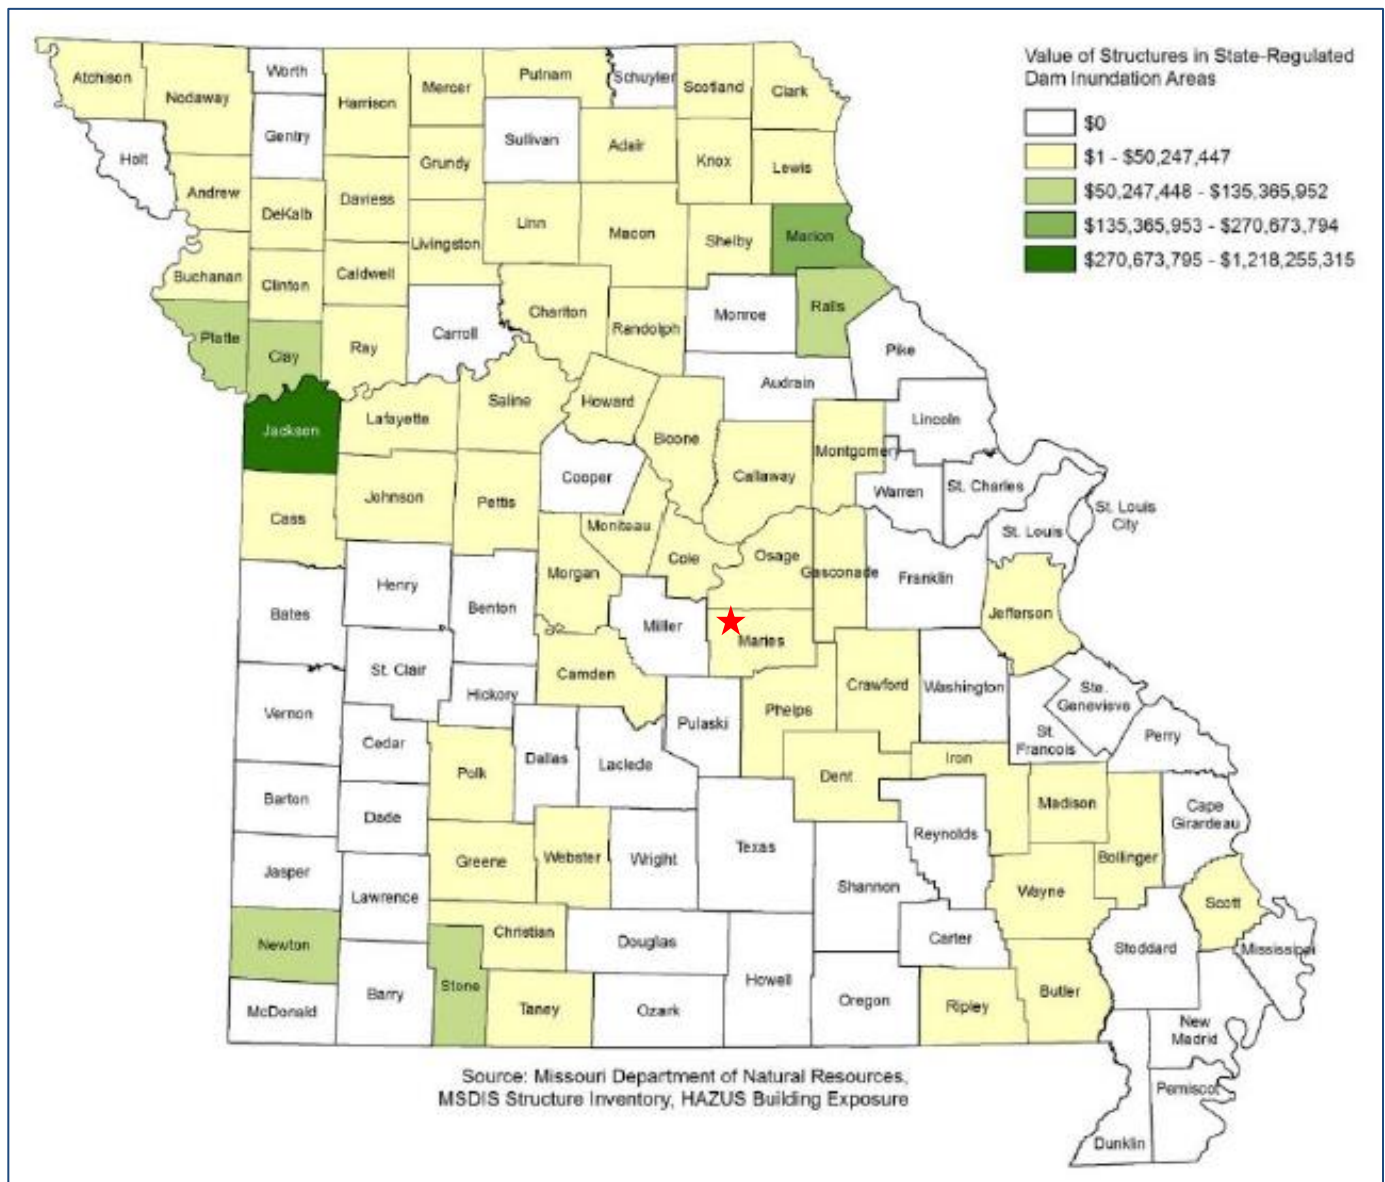 Value of Structures in State-Regulated
Dam Inundation Areas
$0
$1 - $50,247,447
$50,247,448 - $135,365,952
$135,365,953 - $270,673,794
$270,673,795 - $1,218,255,315
Atchison
Nodaway
Worth
Harrison
Mercer
Putnam
Schuyler
Scotland
Clark
Holt
Gentry
Sullivan
Adair
Knox
Lewis
Grundy
Andrew
DeKalb
Daviess
Livingston
Linn
Macon
Shelby
Marion
Buchanan
Clinton
Caldwell
Chariton
Randolph
Monroe
Ralls
Pike
Platte
Clay
Ray
Carroll
Audrain
Jackson
Lafayette
Saline
Howard
Boone
Callaway
Montgomery
Lincoln
Warren
St. Charles
St. Louis
City
St. Louis
Cass
Johnson
Pettis
Cooper
Moniteau
Cole
Osage
Gasconade
Franklin
Jefferson
Bates
Henry
Benton
Morgan
Miller
Maries
St. Clair
Hickory
Camden
Pulaski
Phelps
Crawford
Washington
Ste.
Genevieve
St.
Francois
Perry
Vernon
Cedar
Polk
Dallas
Laclede
Dent
Iron
Madison
Bollinger
Cape
Girardeau
Barton
Dade
Greene
Webster
Wright
Texas
Shannon
Reynolds
Wayne
Scott
Jasper
Lawrence
Christian
Douglas
Howell
Carter
Stoddard
Mississippi
Newton
McDonald
Barry
Stone
Taney
Ozark
Oregon
Ripley
Butler
New
Madrid
Pemiscot
Dunklin
Source: Missouri Department of Natural Resources,
MSDIS Structure Inventory, HAZUS Building Exposure